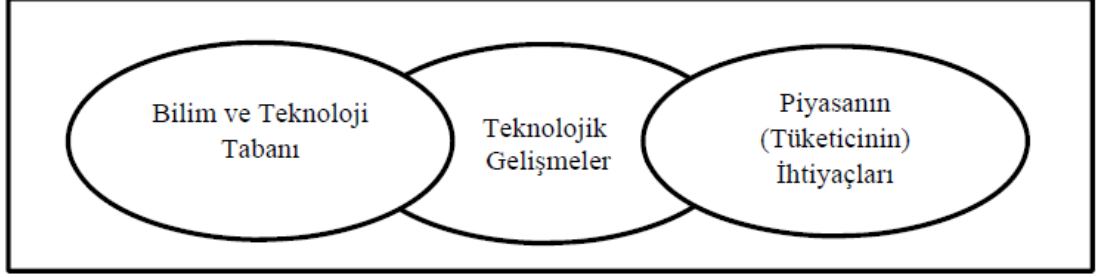 Bilim ve Teknoloji
Tabanı
Teknolojik
Gelişmeler
Piyasanın
(Tüketicinin)
İhtiyaçları